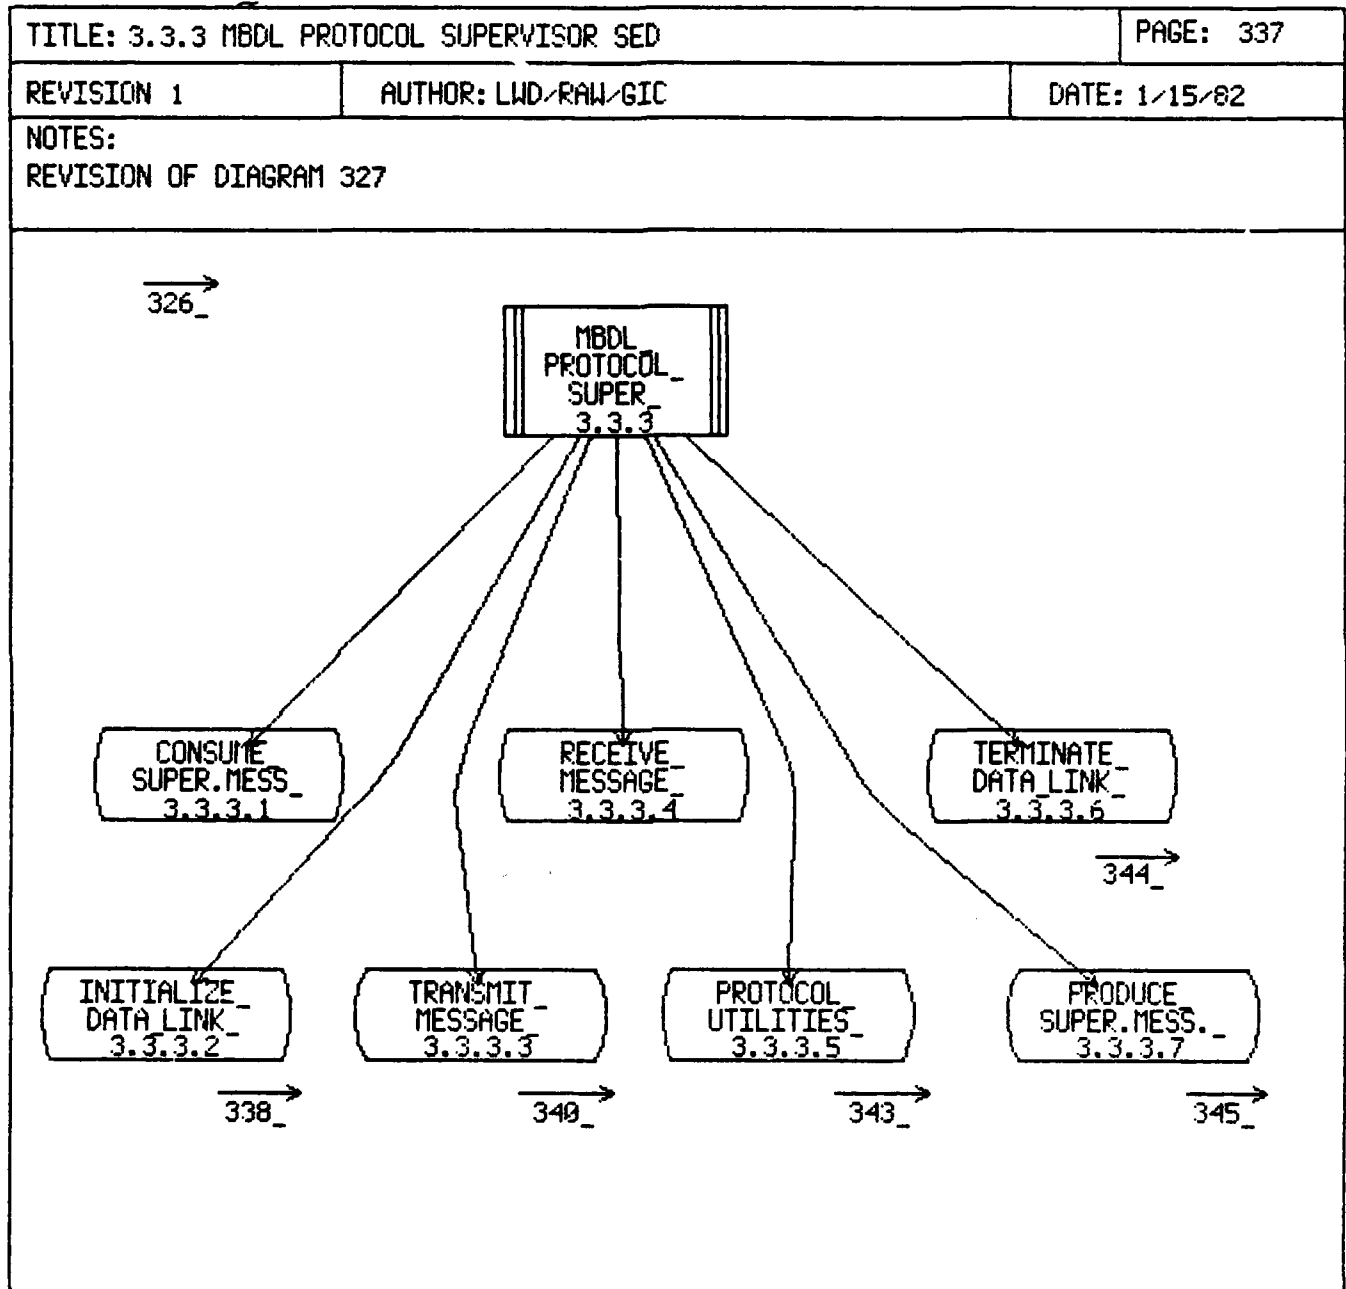 TITLE: 3.3.3 MBDL PROTOCOL SUPERVISOR SED
PAGE: 337
REVISION 1
AUTHOR: LWD/RAW/GIC
DATE: 1/15/82
NOTES:
REVISION OF DIAGRAM 327
326_
MBDL_
PROTOCOL_
SUPER_
3.3.3
CONSUME_
SUPER.MESS_
3.3.3.1
RECEIVE_
MESSAGE_
3.3.3.4
TERMINATE_
DATA_LINK_
3.3.3.6
344_
INITIALIZE_
DATA_LINK_
3.3.3.2
TRANSMIT_
MESSAGE_
3.3.3.3
PROTOCOL_
UTILITIES_
3.3.3.5
PRODUCE_
SUPER.MESS._
3.3.3.7
338_
340_
343_
345_